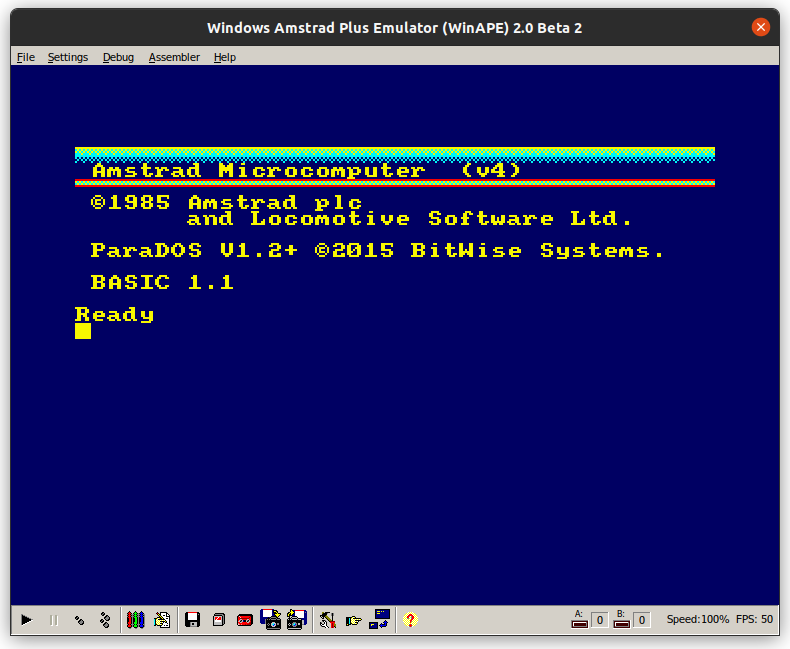 Windows Amstrad Plus Emulator (WinAPE) 2.0 Beta 2
File Settings Debug Assembler Help
Amstrad Microcomputer (v4)
©1985 Amstrad plc
and Locomotive Software Ltd.
ParaDOS V1.2+ ©2015 BitWise Systems.
BASIC 1.1
Ready
A: 0 B: 0 Speed:100% FPS: 50